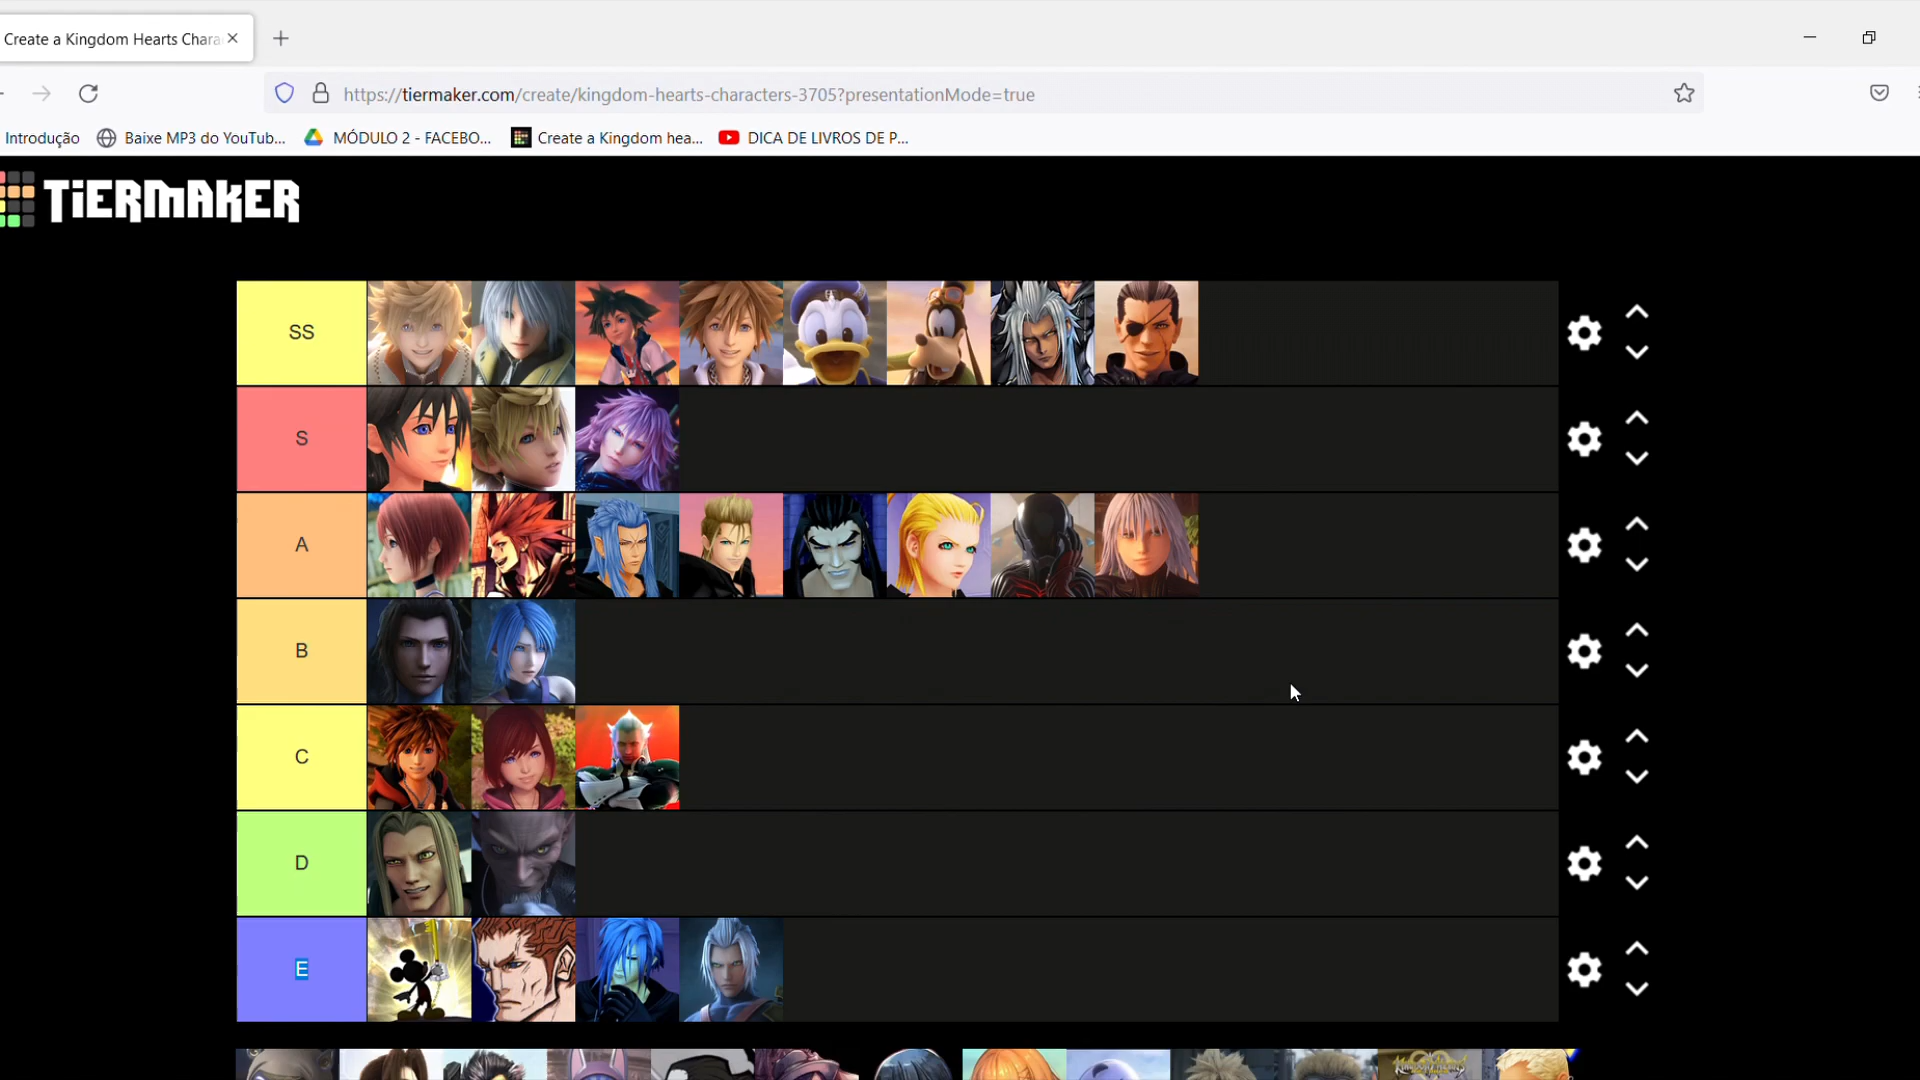 Create a Kingdom Hearts Chara
https://tiermaker.com/create/kingdom-hearts-characters-3705?presentationMode=true
Introdução Baixe MP3 do YouTub... MÓDULO 2 - FACEBO... Create a Kingdom hea... DICA DE LIVROS DE P...
TiERMAKER
SS
S
A
B
C
D
E